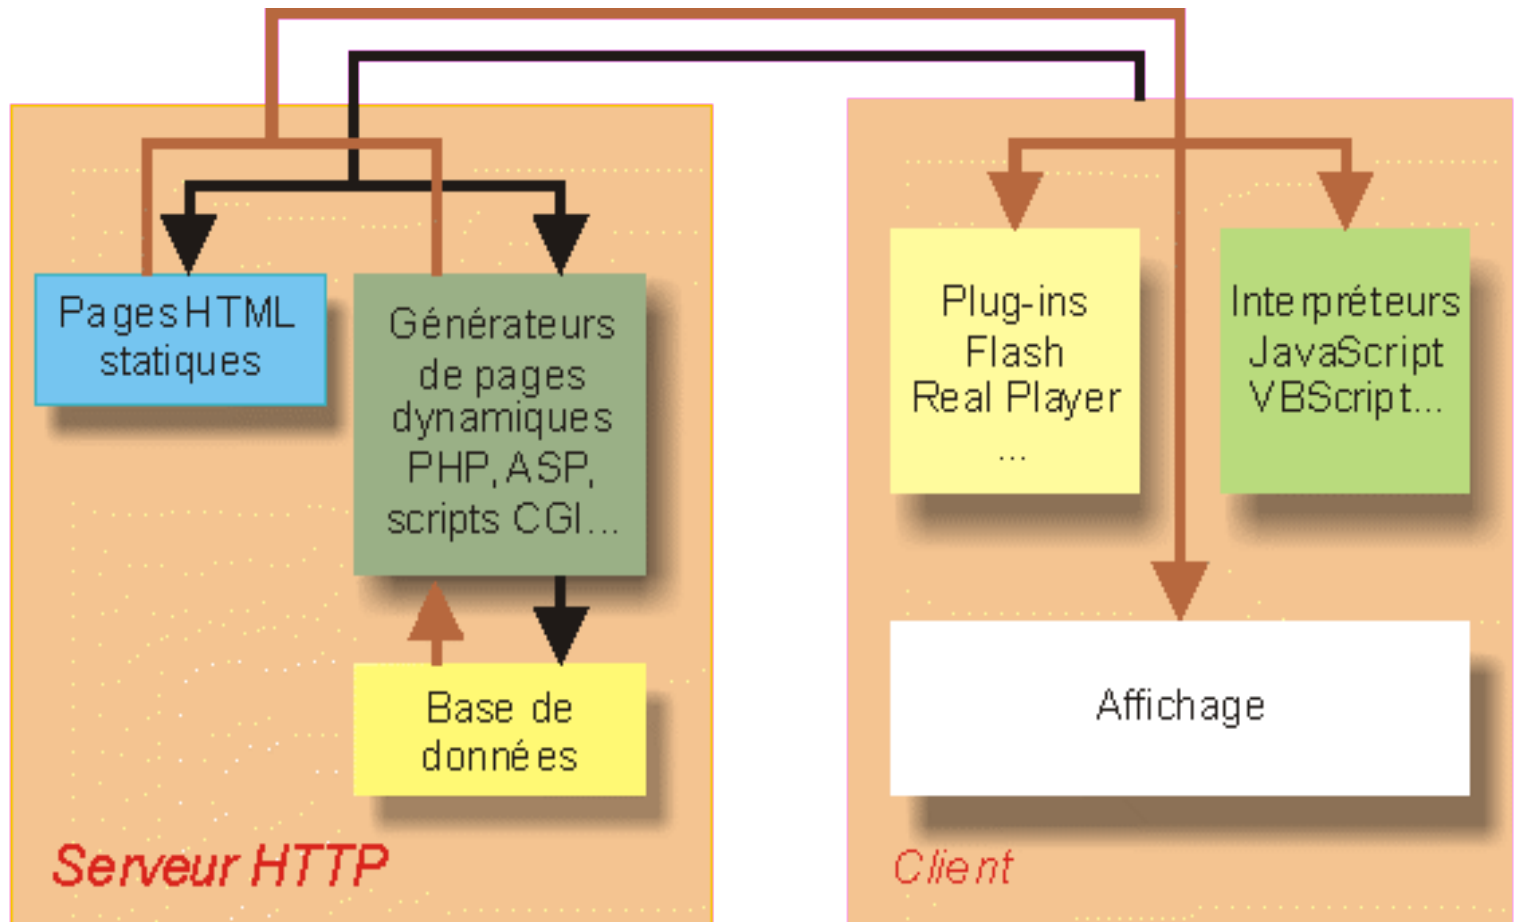 Pages HTML
statiques
Générateurs
de pages
dynamiques
PHP, ASP,
scripts CGI...
Base de
données
Serveur HTTP
Plug-ins
Flash
Real Player
...
Interpréteurs
JavaScript
VBScript...
Affichage
Client